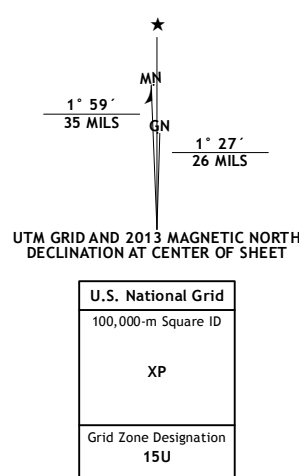 ★
MN
1° 59´
35 MILS
GN
1° 27´
26 MILS
UTM GRID AND 2013 MAGNETIC NORTH
DECLINATION AT CENTER OF SHEET
U.S. National Grid
100,000-m Square ID
XP
Grid Zone Designation
15U